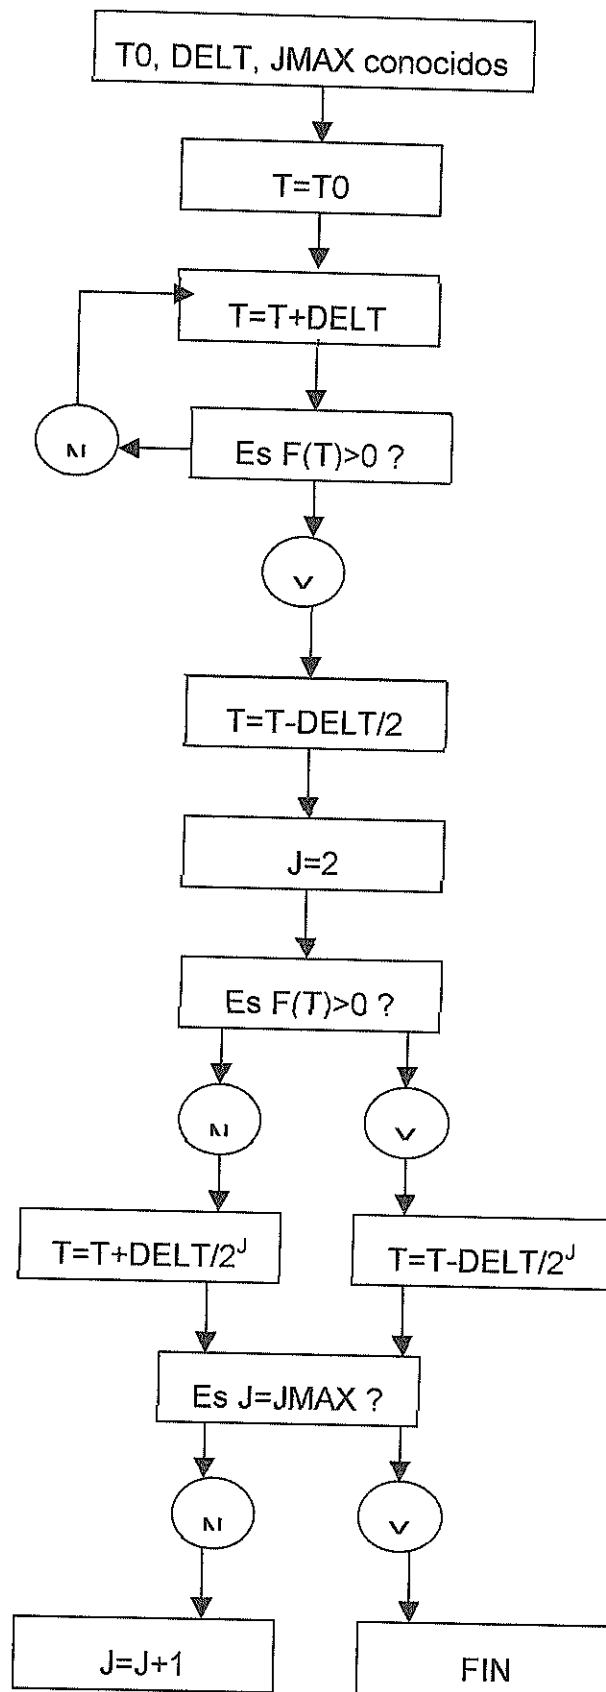 T0, DELT, JMAX conocidos
T=T0
T=T+DELT
Es F(T)>0 ?
T=T-DELT/2
J=2
Es F(T)>0 ?
T=T+DELT/2^J
T=T-DELT/2^J
Es J=JMAX ?
J=J+1
FIN